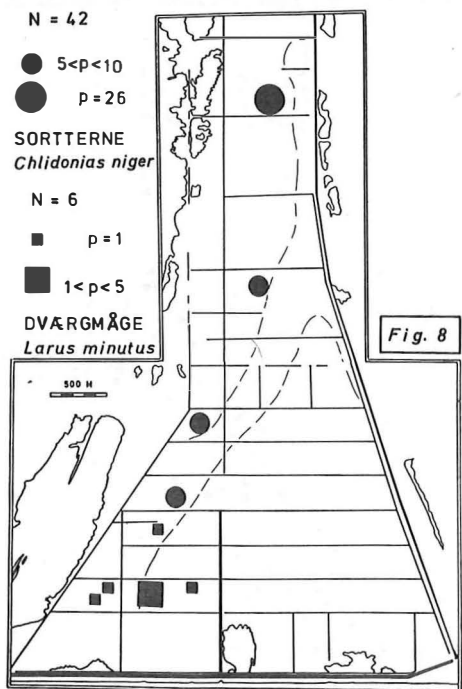 N = 42
5<p<10
p=26
SORTTERNE
Chlidonias niger
N = 6
p=1
1<p<5
DVÆRGMÅGE
Larus minutus
Fig. 8
500 M